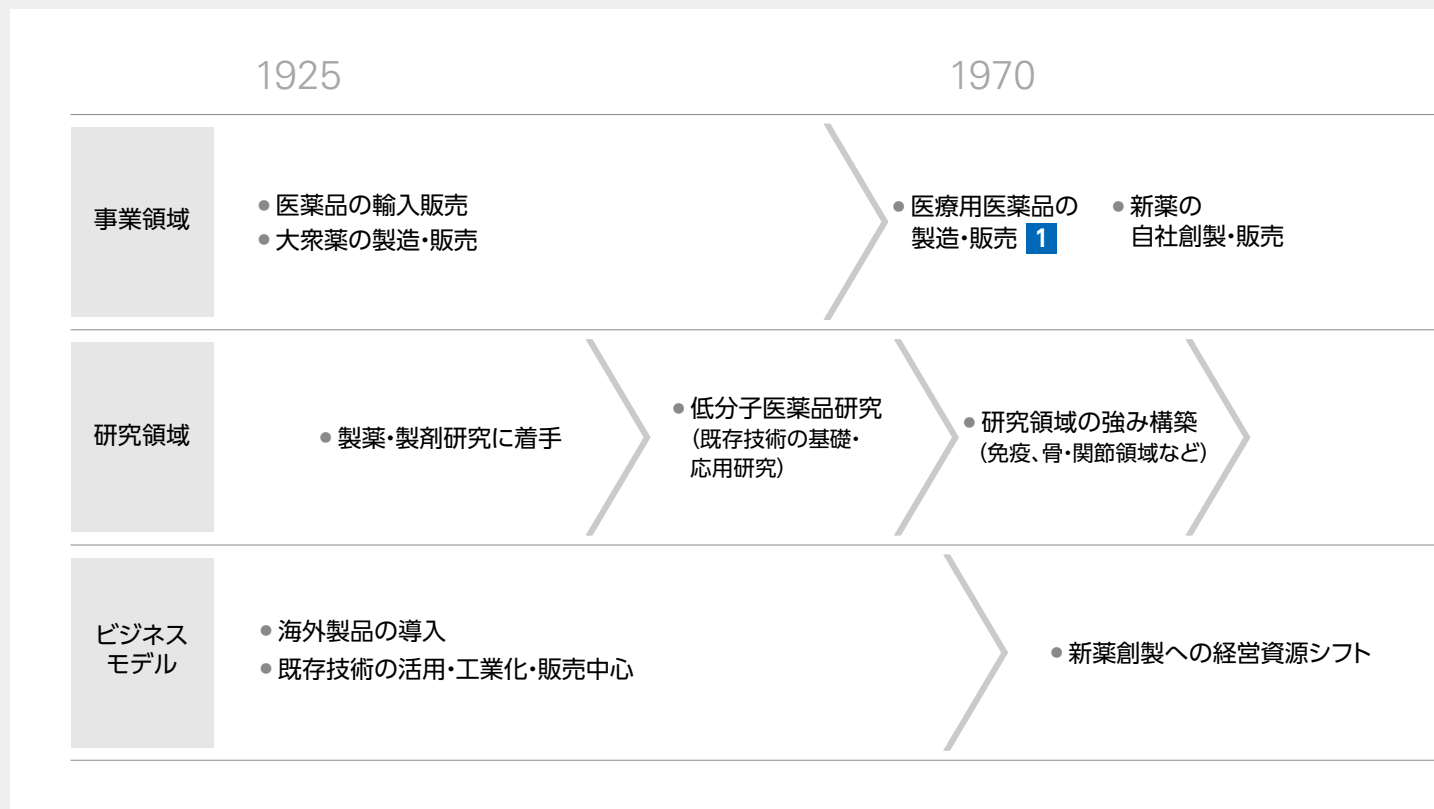 1925
1970
事業領域
● 医薬品の輸入販売
● 大衆薬の製造・販売
● 医療用医薬品の
製造・販売 1
● 新薬の
自社創製・販売
研究領域
● 製薬・製剤研究に着手
● 低分子医薬品研究
（既存技術の基礎・
応用研究）
● 研究領域の強み構築
（免疫、骨・関節領域など）
ビジネス
モデル
● 海外製品の導入
● 既存技術の活用・工業化・販売中心
● 新薬創製への経営資源シフト